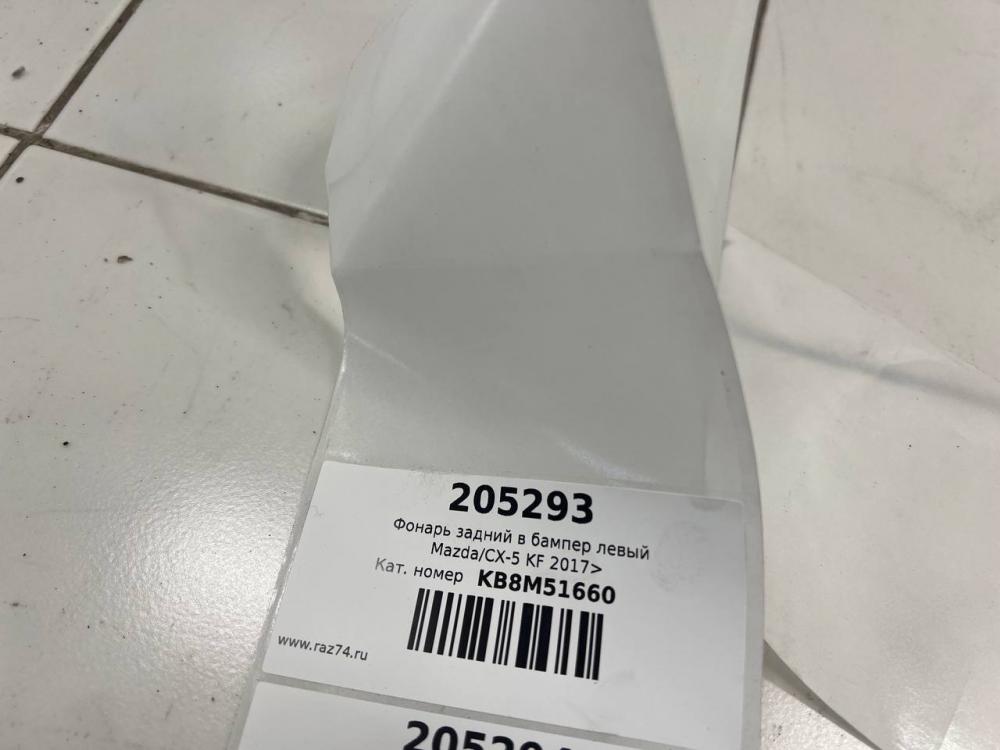 205293
Фонарь задний в бампер левый
Mazda/CX-5 KF 2017>
Кат. номер KB8M51660
www.raz74.ru